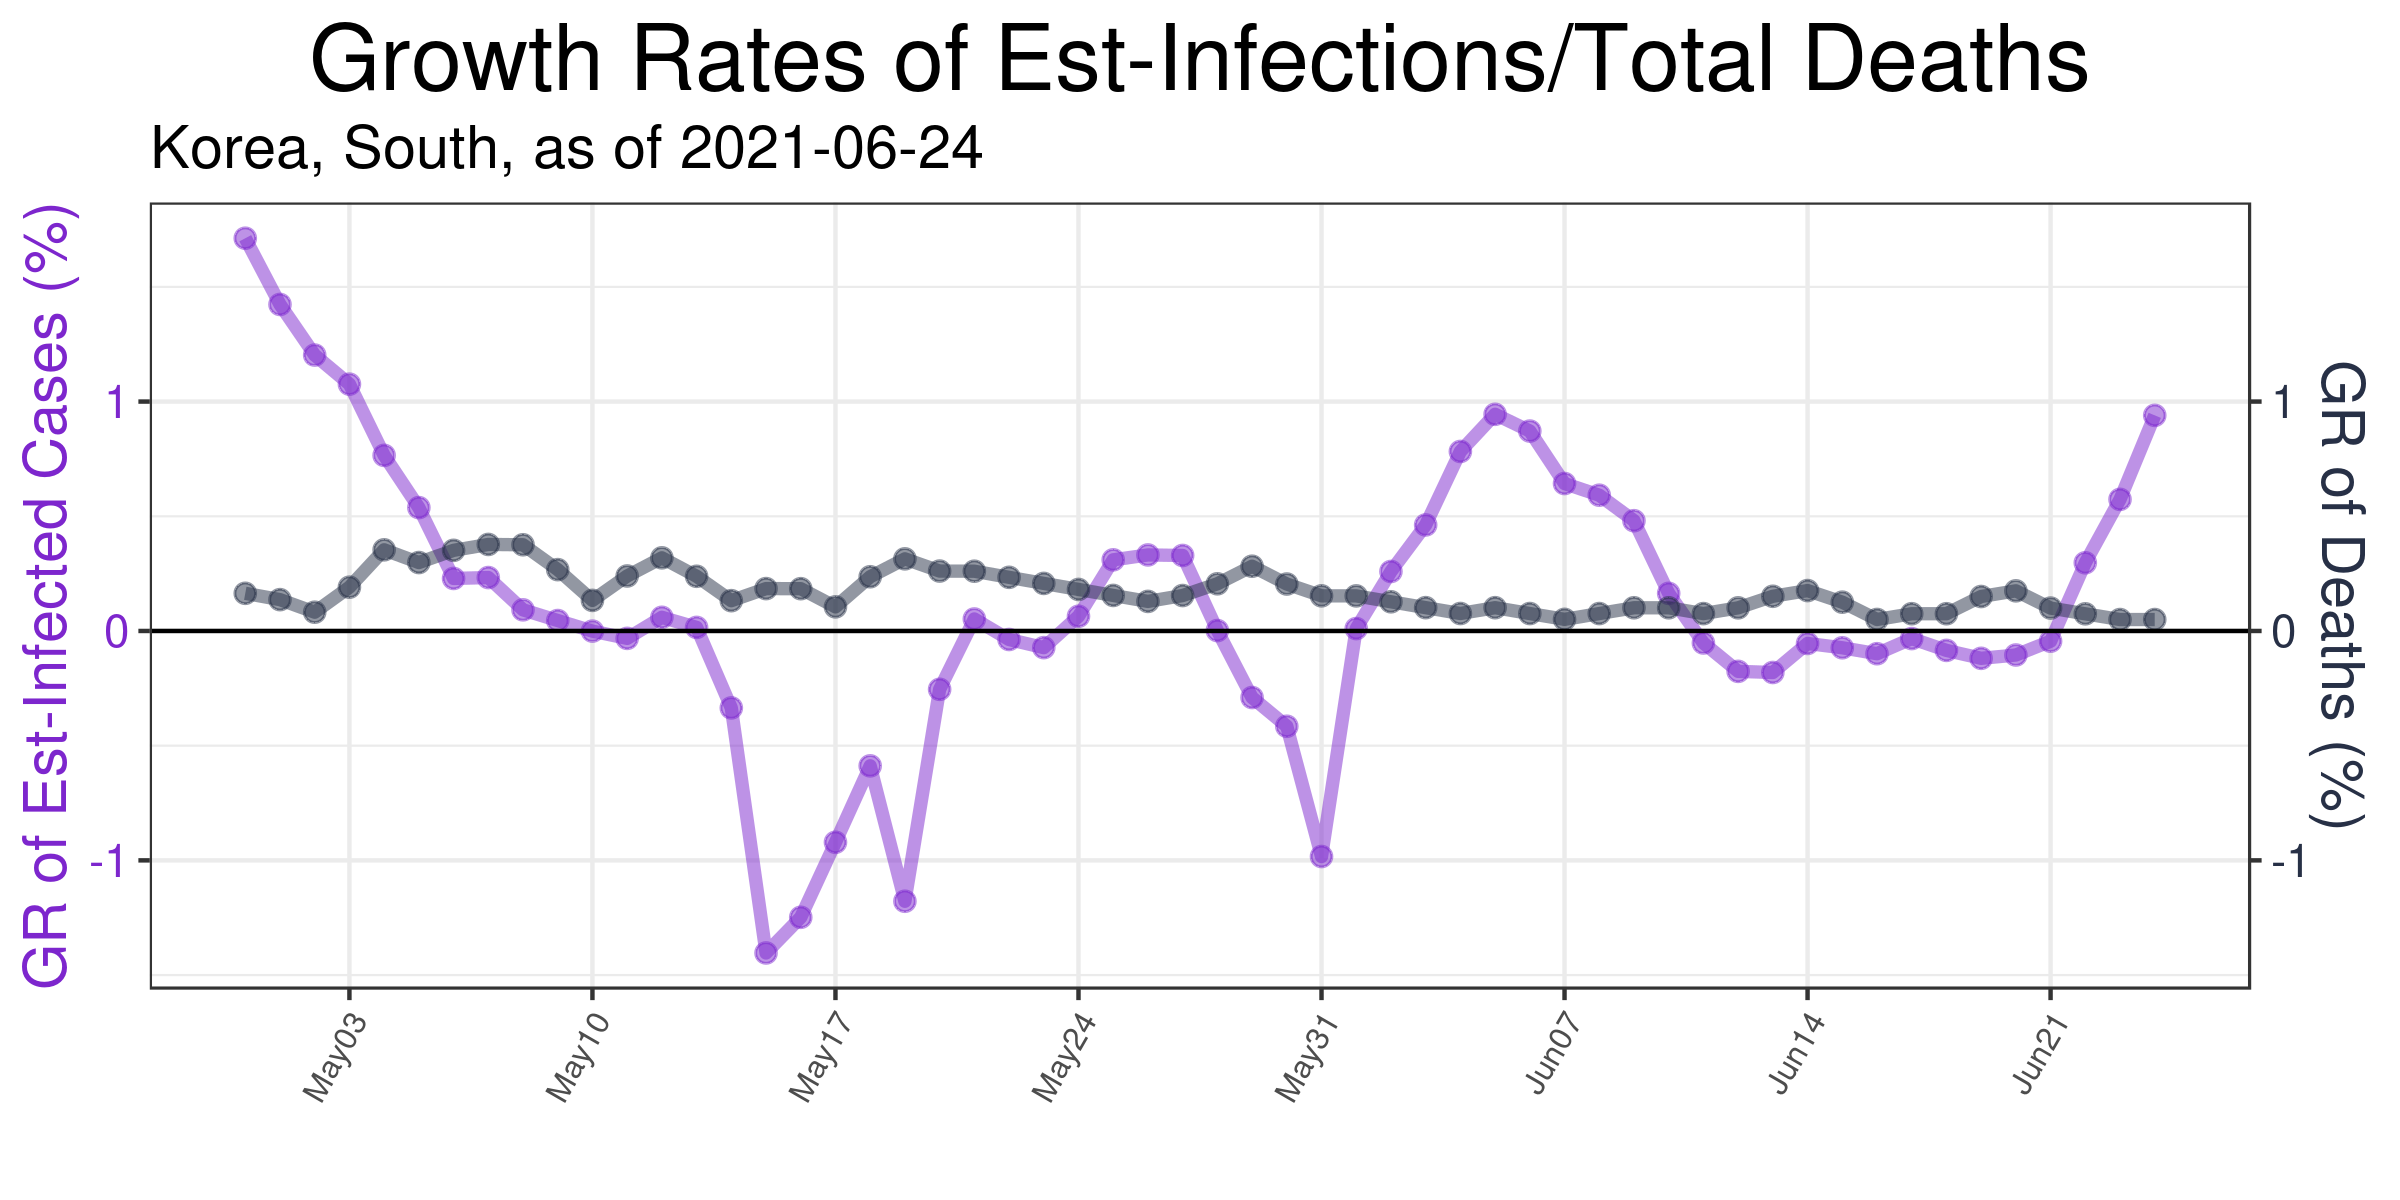 Growth Rates of Est-Infections/Total Deaths
Korea, South, as of 2021-06-24
GR of Est-Infected Cases (%)
1
0
-1
1
0
-1
GR of Deaths (%)
May03
May10
May17
May24
May31
Jun07
Jun14
Jun21